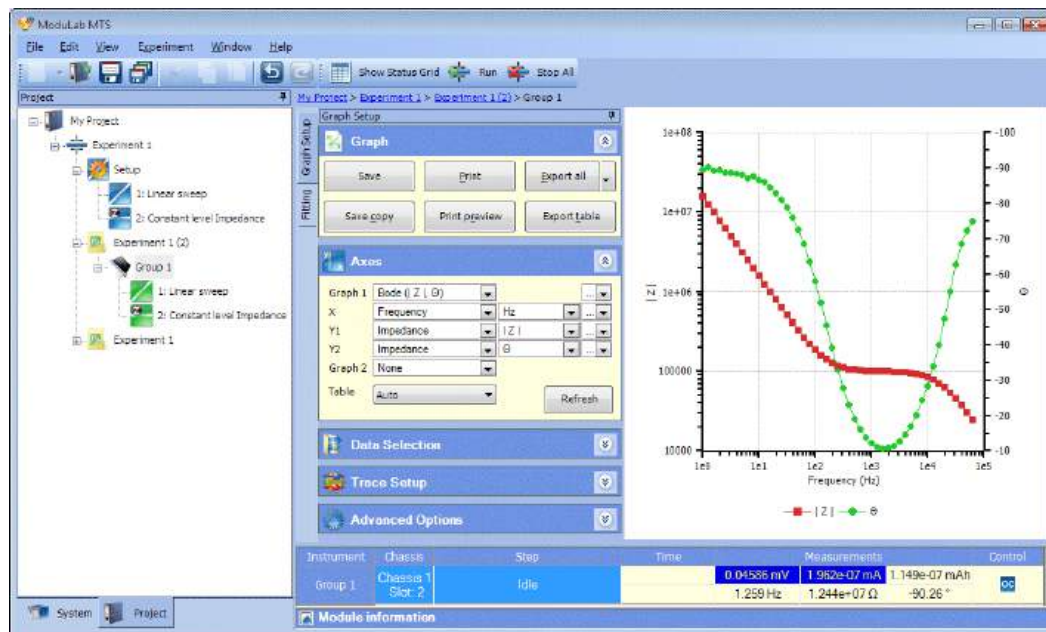 ModuLab MTS
File Edit View Experiment Window Help
Show Status Grid Run Stop All
Project
My Project > Experiment 1 > Experiment 1 (2) > Group 1
My Project
Experiment 1
Setup
1: Linear sweep
2: Constant level Impedance
Experiment 1 (2)
Group 1
1: Linear sweep
2: Constant level Impedance
Experiment 1
System Project
Graph Setup
Fitting
Graph Setup
Graph
Save Print Export all
Save copy Print preview Export table
Axes
Graph 1 Bode (| Z |, Θ) ...
X Frequency Hz ...
Y1 Impedance | Z | ...
Y2 Impedance Θ ...
Graph 2 None
Table Auto Refresh
Data Selection
Trace Setup
Advanced Options
1e+08
1e+07
1e+06
100000
10000
| Z |
-100
-90
-80
-70
-60
-50
-40
-30
-20
-10
Θ
1e0 1e1 1e2 1e3 1e4 1e5
Frequency (Hz)
| Z | Θ
Instrument Chassis Step Time Measurements Control
Group 1 Chassis 1 Slot: 2 Idle 0.04586 mV 1.962e-07 mA 1.149e-07 mAh OC
1.259 Hz 1.244e+07 Ω -90.26 °
Module information